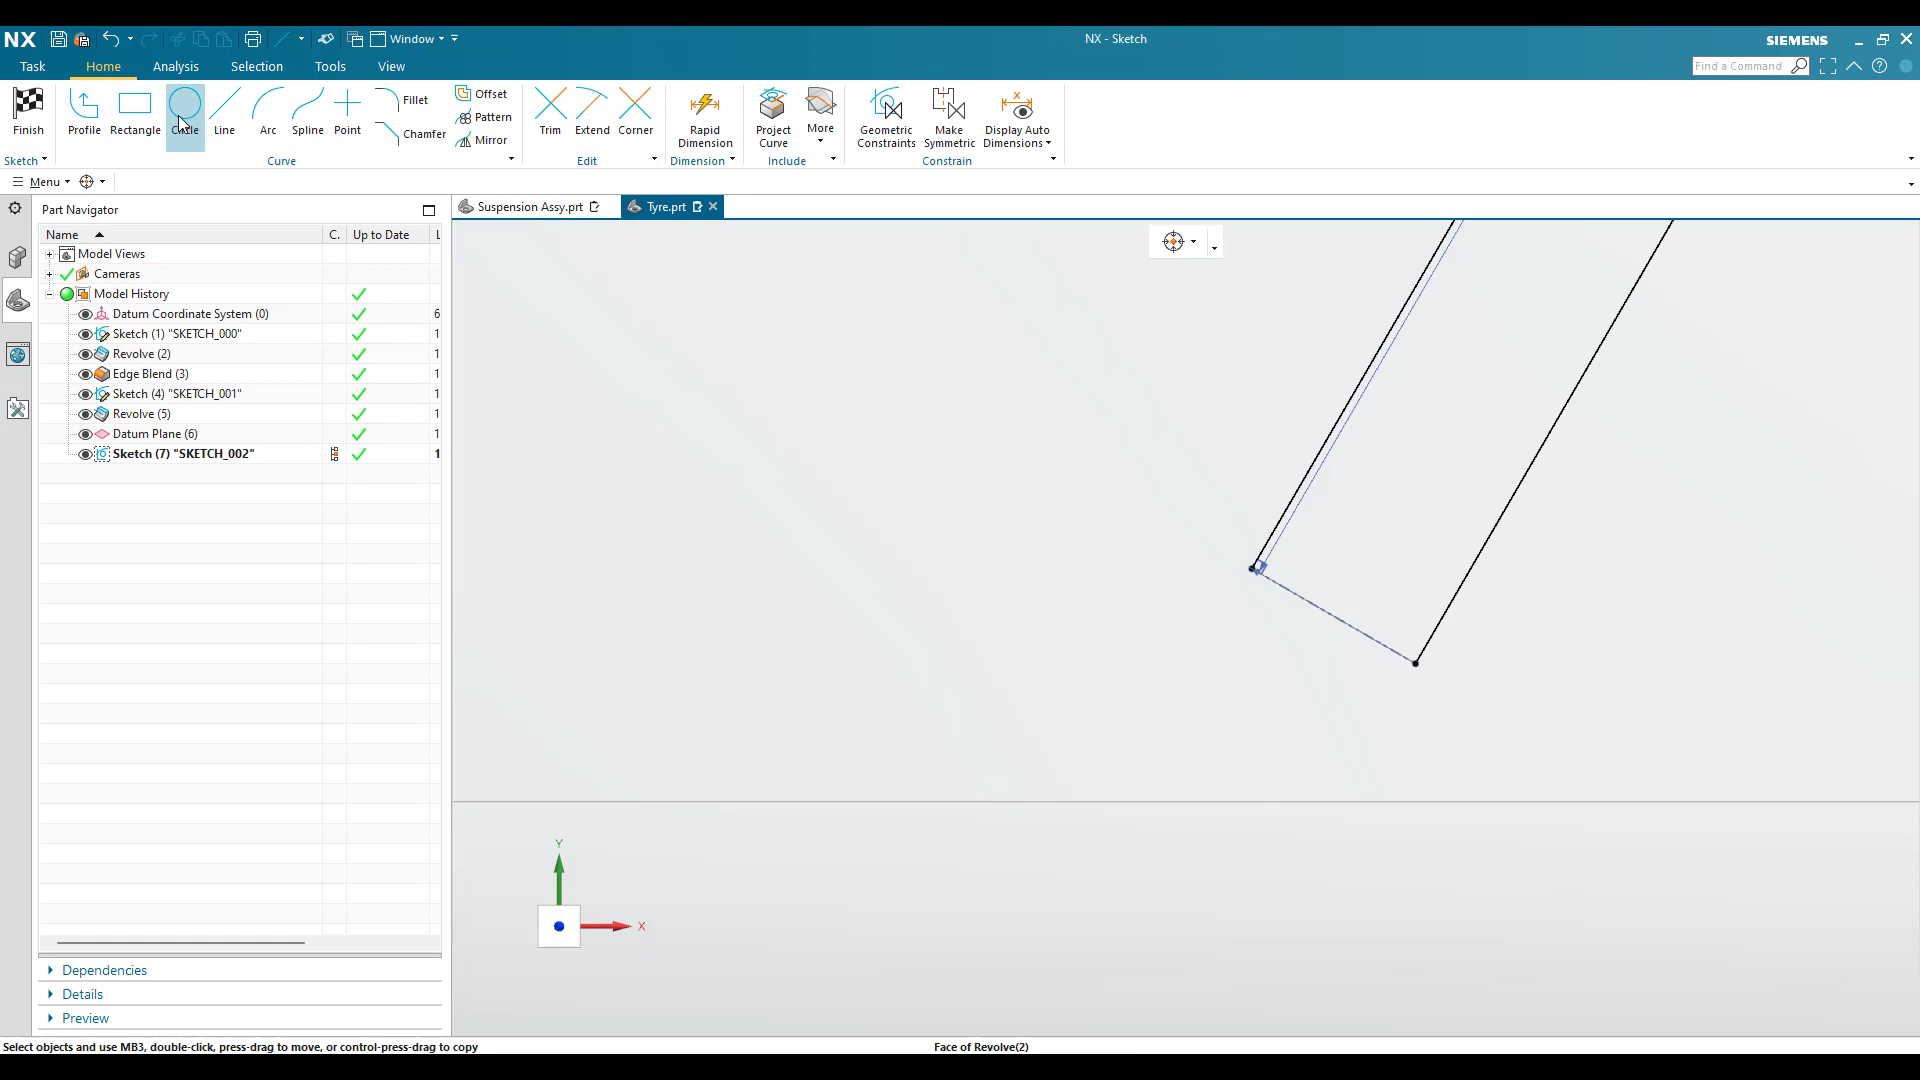 NX Window NX - Sketch SIEMENS
Task Home Analysis Selection Tools View Find a Command
Finish Profile Rectangle Circle Line Arc Spline Point Fillet Chamfer Offset Pattern Mirror Trim Extend Corner Rapid Dimension Project Curve More Geometric Constraints Make Symmetric X Display Auto Dimensions
Sketch Curve Edit Dimension Include Constrain
Menu
Part Navigator Suspension Assy.prt Tyre.prt
Name C. Up to Date L
Model Views
Cameras
Model History
Datum Coordinate System (0) 6
Sketch (1) "SKETCH_000" 1
Revolve (2) 1
Edge Blend (3) 1
Sketch (4) "SKETCH_001" 1
Revolve (5) 1
Datum Plane (6) 1
Sketch (7) "SKETCH_002" 1
Y
X
Dependencies
Details
Preview
Select objects and use MB3, double-click, press-drag to move, or control-press-drag to copy Face of Revolve(2)